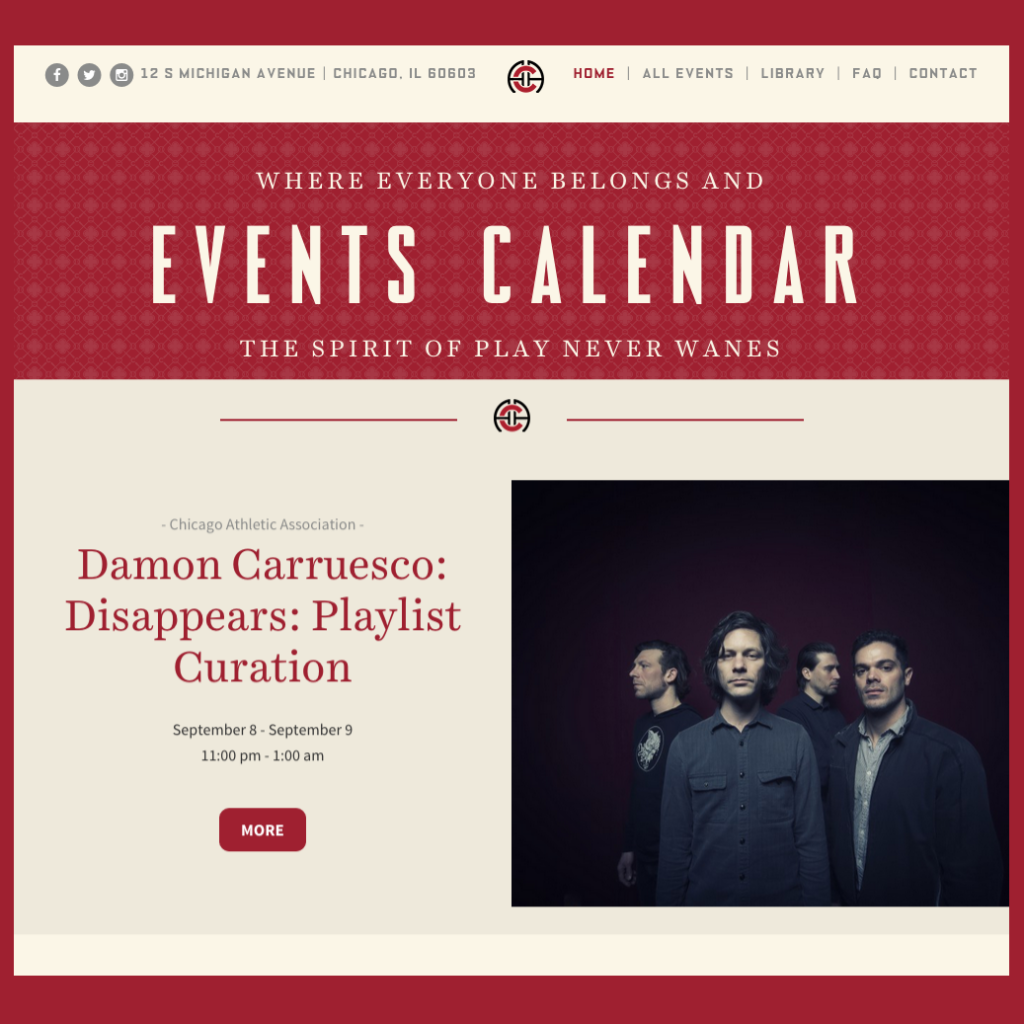 12 S MICHIGAN AVENUE | CHICAGO, IL 60603
HOME | ALL EVENTS | LIBRARY | FAQ | CONTACT
WHERE EVERYONE BELONGS AND
EVENTS CALENDAR
THE SPIRIT OF PLAY NEVER WANES
- Chicago Athletic Association -
Damon Carruesco:
Disappears: Playlist
Curation
September 8 - September 9
11:00 pm - 1:00 am
MORE